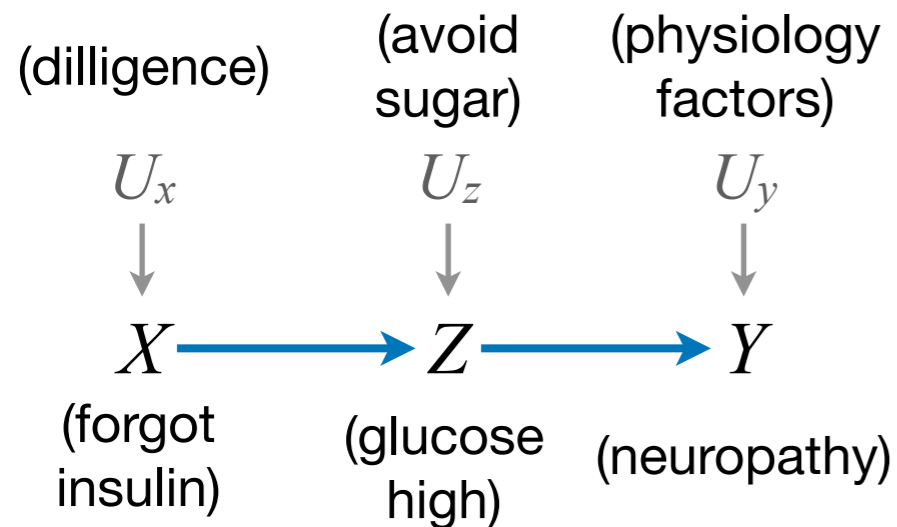 (dilligence)
(avoid
sugar)
(physiology
factors)
Ux
Uz
Uy
X
Z
Y
(forgot
insulin)
(glucose
high)
(neuropathy)